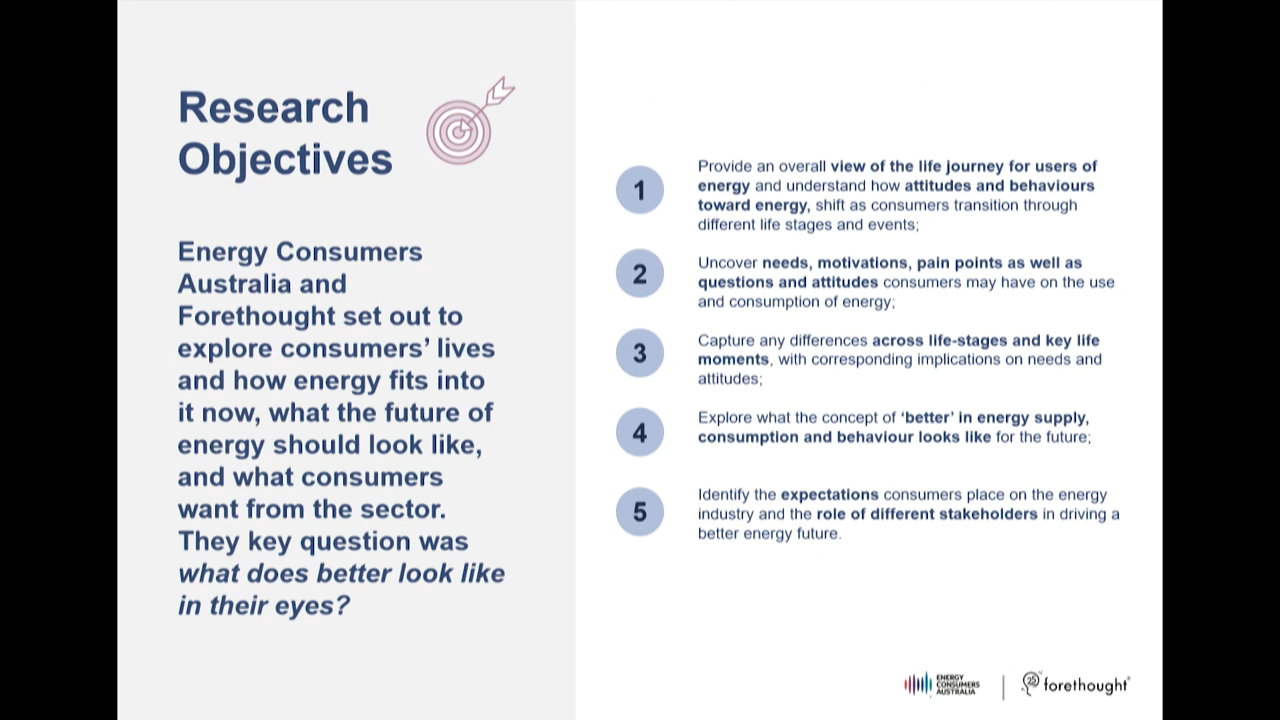 Research
Objectives
Energy Consumers
Australia and
Forethought set out to
explore consumers’ lives
and how energy fits into
it now, what the future of
energy should look like,
and what consumers
want from the sector.
They key question was
what does better look like
in their eyes?
1
Provide an overall view of the life journey for users of
energy and understand how attitudes and behaviours
toward energy, shift as consumers transition through
different life stages and events;
2
Uncover needs, motivations, pain points as well as
questions and attitudes consumers may have on the use
and consumption of energy;
3
Capture any differences across life-stages and key life
moments, with corresponding implications on needs and
attitudes;
4
Explore what the concept of ‘better’ in energy supply,
consumption and behaviour looks like for the future;
5
Identify the expectations consumers place on the energy
industry and the role of different stakeholders in driving a
better energy future.
ENERGY
CONSUMERS
AUSTRALIA
25
forethought